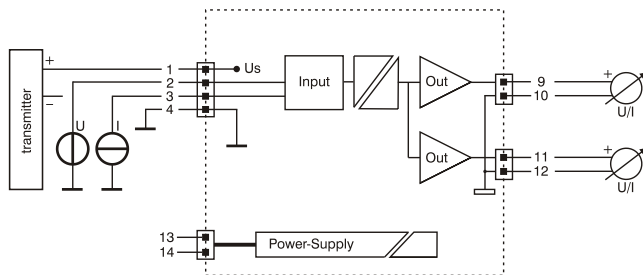 transmitter
+
−
U
I
1
2
3
4
Us
Input
Out
Out
9
10
+
U/I
11
12
+
U/I
13
14
Power-Supply